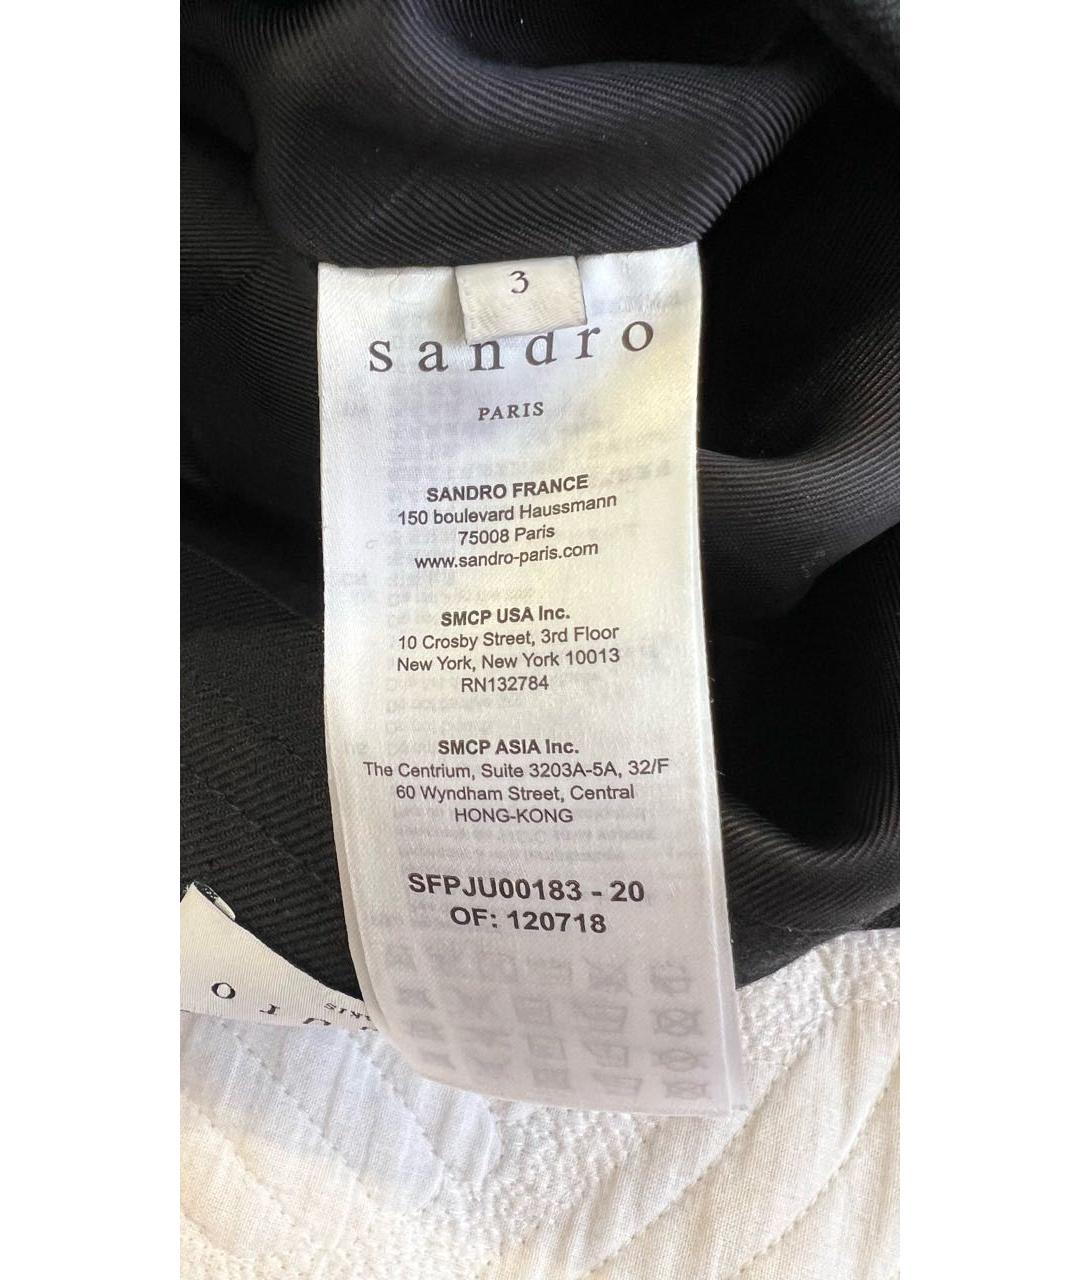 3
sandro
PARIS
SANDRO FRANCE
150 boulevard Haussmann
75008 Paris
www.sandro-paris.com
SMCP USA Inc.
10 Crosby Street, 3rd Floor
New York, New York 10013
RN132784
SMCP ASIA Inc.
The Centrium, Suite 3203A-5A, 32/F
60 Wyndham Street, Central
HONG-KONG
SFPJU00183 - 20
OF: 120718